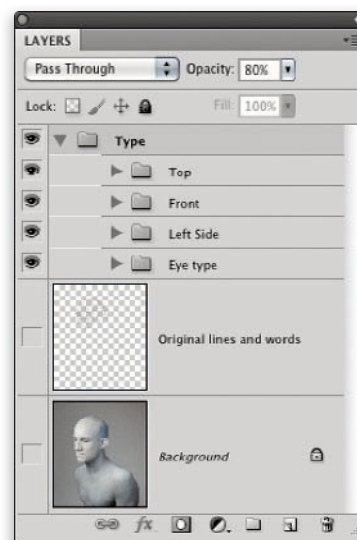 LAYERS
Pass Through Opacity: 80%
Lock: Fill: 100%
Type
Top
Front
Left Side
Eye type
Original lines and words
Background
fx